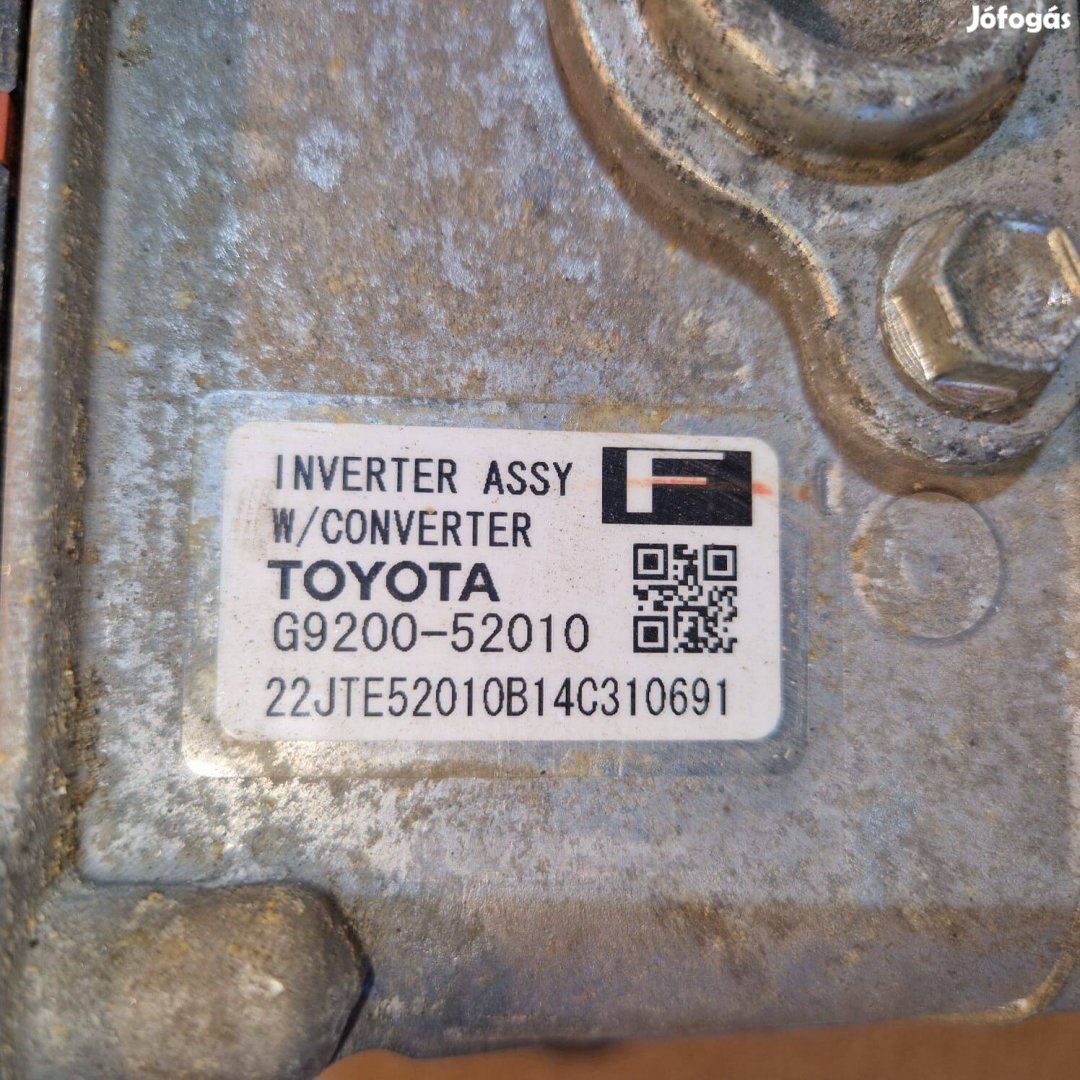 Jófogás
INVERTER ASSY
F
W/CONVERTER
TOYOTA
G9200-52010
22JTE52010B14C310691